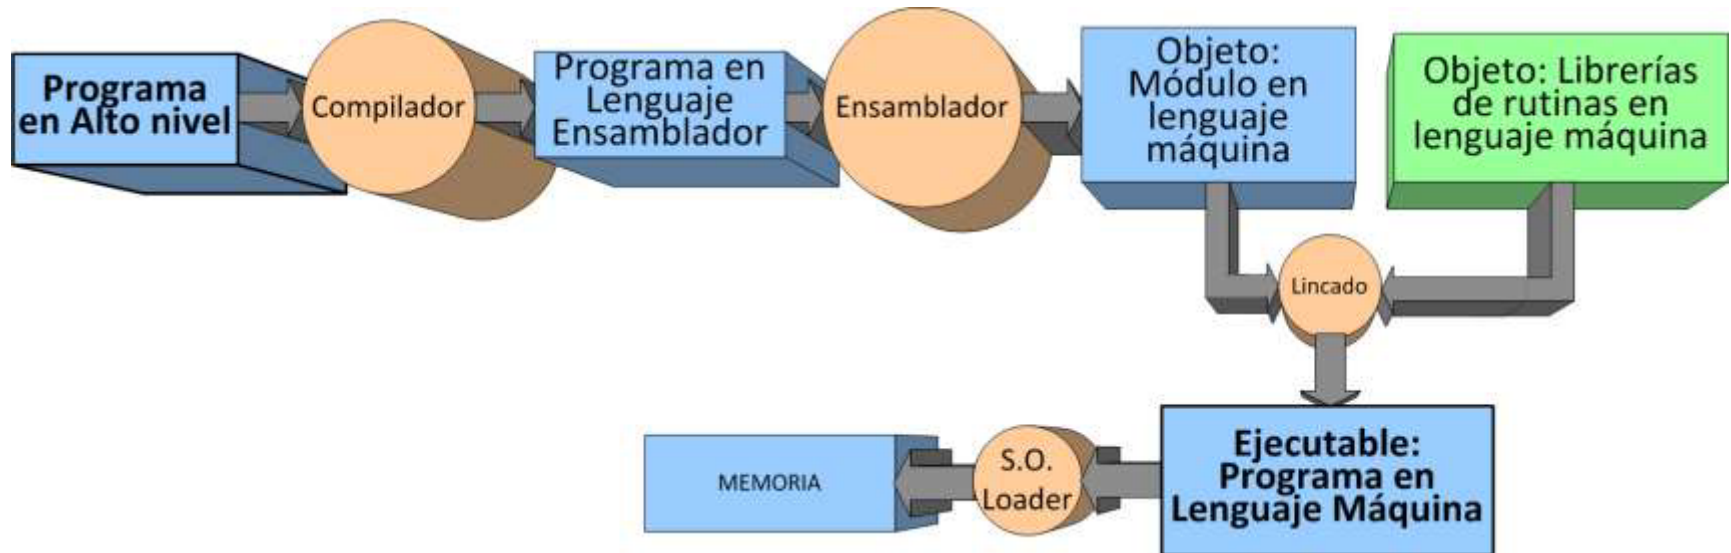 Programa
en Alto nivel
Compilador
Programa en
Lenguaje
Ensamblador
Ensamblador
Objeto:
Módulo en
lenguaje
máquina
Objeto: Librerías
de rutinas en
lenguaje máquina
Lincado
Ejecutable:
Programa en
Lenguaje Máquina
S.O.
Loader
MEMORIA